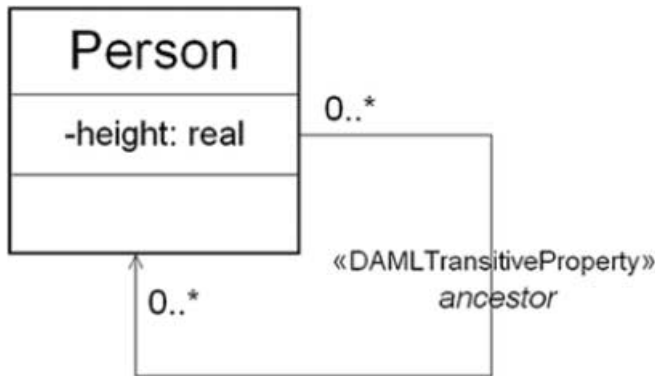 Person
-height: real
0..*
«DAMLTransitiveProperty»
ancestor
0..*